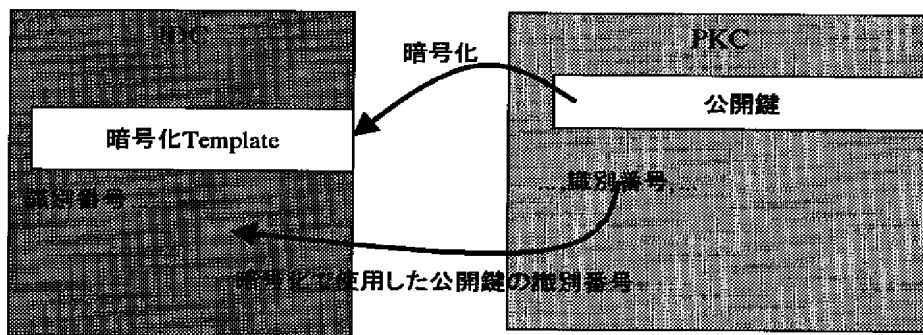 IDC
PKC
暗号化
公開鍵
暗号化Template
....識別番号....
識別番号....
暗号化で使用した公開鍵の識別番号